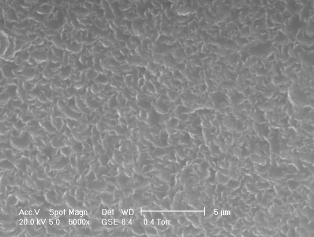 Acc.V Spot Magn Det WD 5 µm
20.0 kV 5.0 5000x GSE 8.4 0.4 Torr